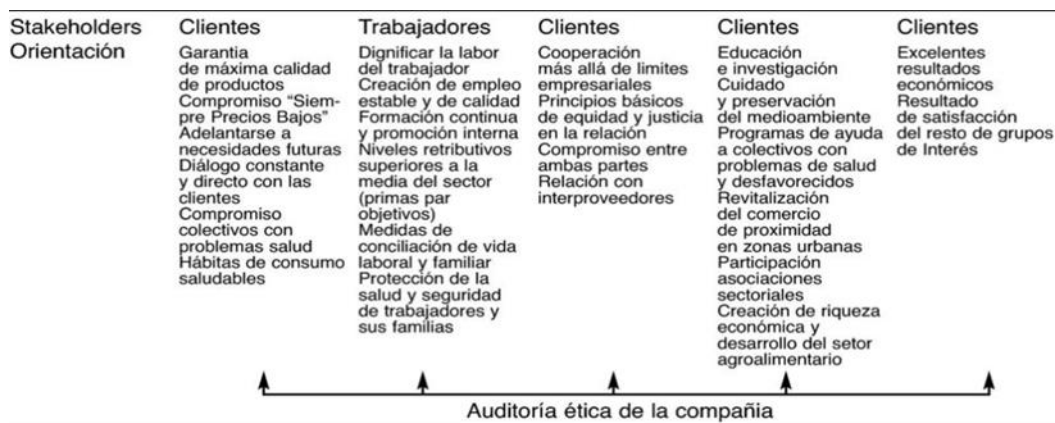 Stakeholders
Orientación
Clientes
Garantia
de máxima calidad
de productos
Compromiso “Siem-
pre Precios Bajos”
Adelantarse a
necesidades futuras
Diálogo constante
y directo con las
clientes
Compromiso
colectivos con
problemas salud
Hábitas de consumo
saludables
Trabajadores
Dignificar la labor
del trabajador
Creación de empleo
estable y de calidad
Formación continua
y promoción interna
Niveles retributivos
superiores a la
media del sector
(primas par
objetivos)
Medidas de
conciliación de vida
laboral y familiar
Protección de la
salud y seguridad
de trabajadores y
sus familias
Clientes
Cooperación
más allá de limites
empresariales
Principios básicos
de equidad y justicia
en la relación
Compromiso entre
ambas partes
Relación con
interproveedores
Clientes
Educación
e investigación
Cuidado
y preservación
del medioambiente
Programas de ayuda
a colectivos con
problemas de salud
y desfavorecidos
Revitalización
del comercio
de proximidad
en zonas urbanas
Participación
asociaciones
sectoriales
Creación de riqueza
económica y
desarrollo del setor
agroalimentario
Clientes
Excelentes
resultados
económicos
Resultado
de satisfacción
del resto de grupos
de Interés
Auditoría ética de la compañia